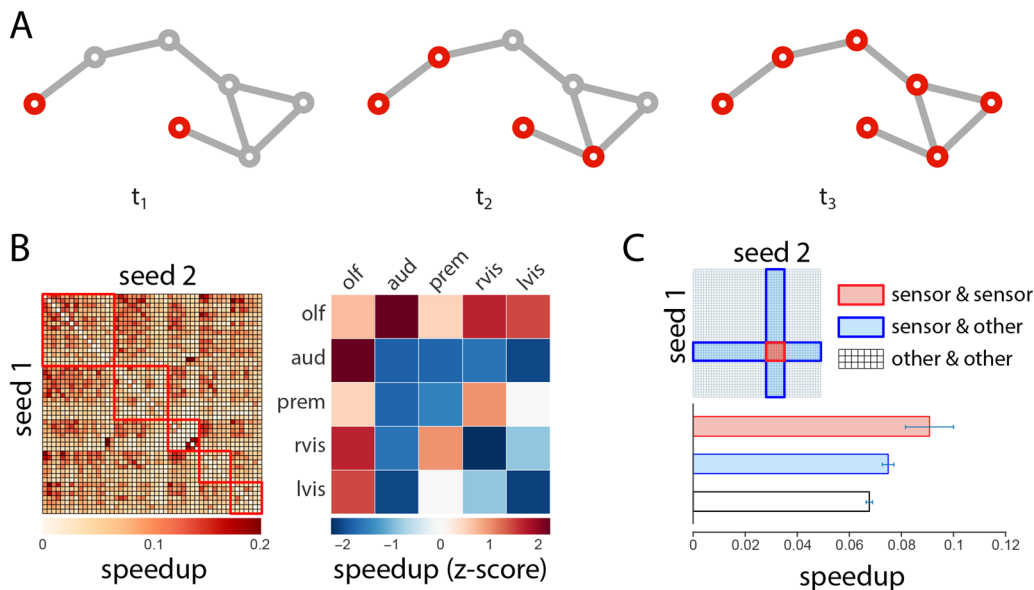 A
t1
t2
t3
B
seed 2
seed 1
0
0.1
0.2
speedup
olf
aud
prem
rvis
lvis
olf
aud
prem
rvis
lvis
−2
−1
0
1
2
speedup (z-score)
C
seed 2
seed 1
sensor & sensor
sensor & other
other & other
0
0.02
0.04
0.06
0.08
0.1
0.12
speedup